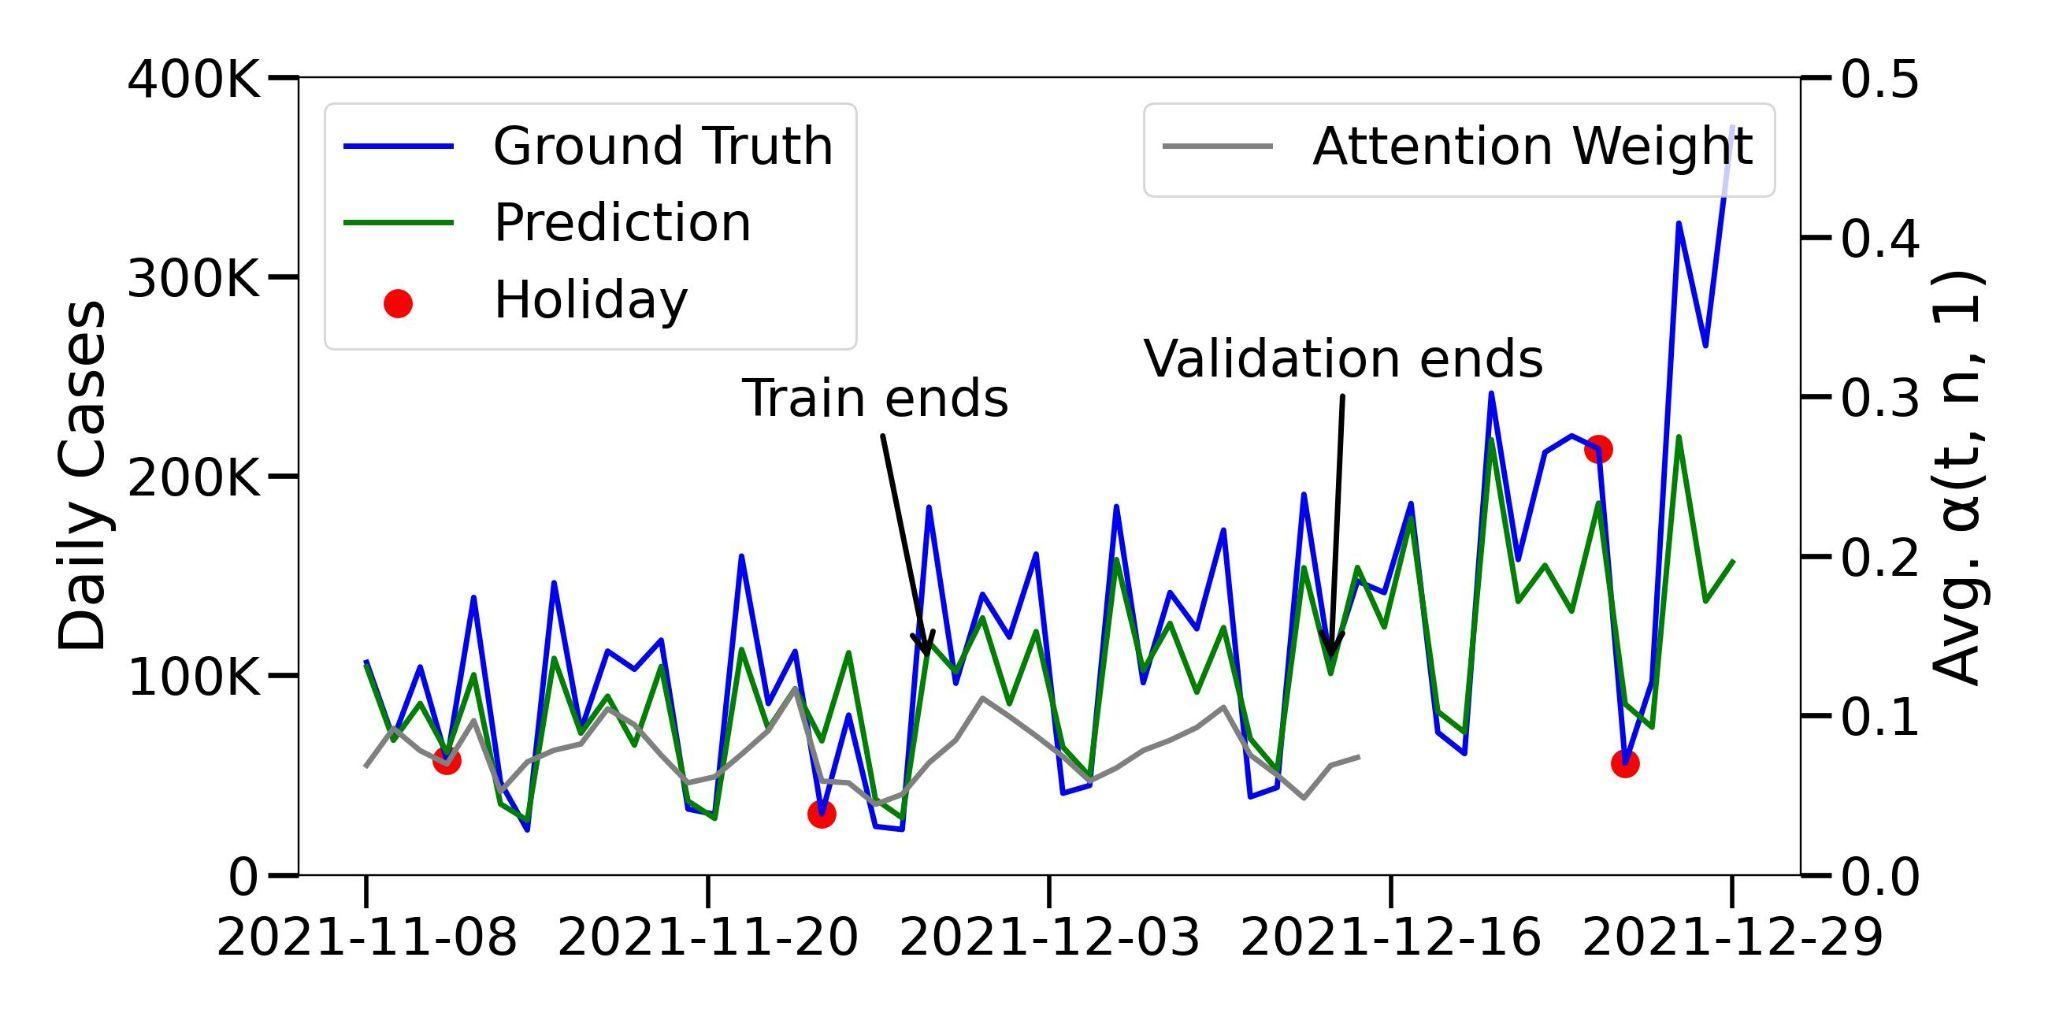 400K
300K
200K
100K
0
Daily Cases
Ground Truth
Prediction
Holiday
Attention Weight
Train ends
Validation ends
0.5
0.4
0.3
0.2
0.1
0.0
Avg. α(t, n, 1)
2021-11-08
2021-11-20
2021-12-03
2021-12-16
2021-12-29